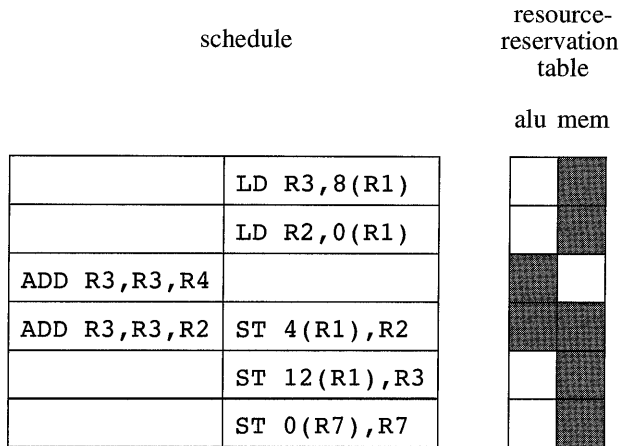 schedule
resource-
reservation
table
alu mem
LD R3,8(R1)
LD R2,0(R1)
ADD R3,R3,R4
ADD R3,R3,R2 ST 4(R1),R2
ST 12(R1),R3
ST 0(R7),R7